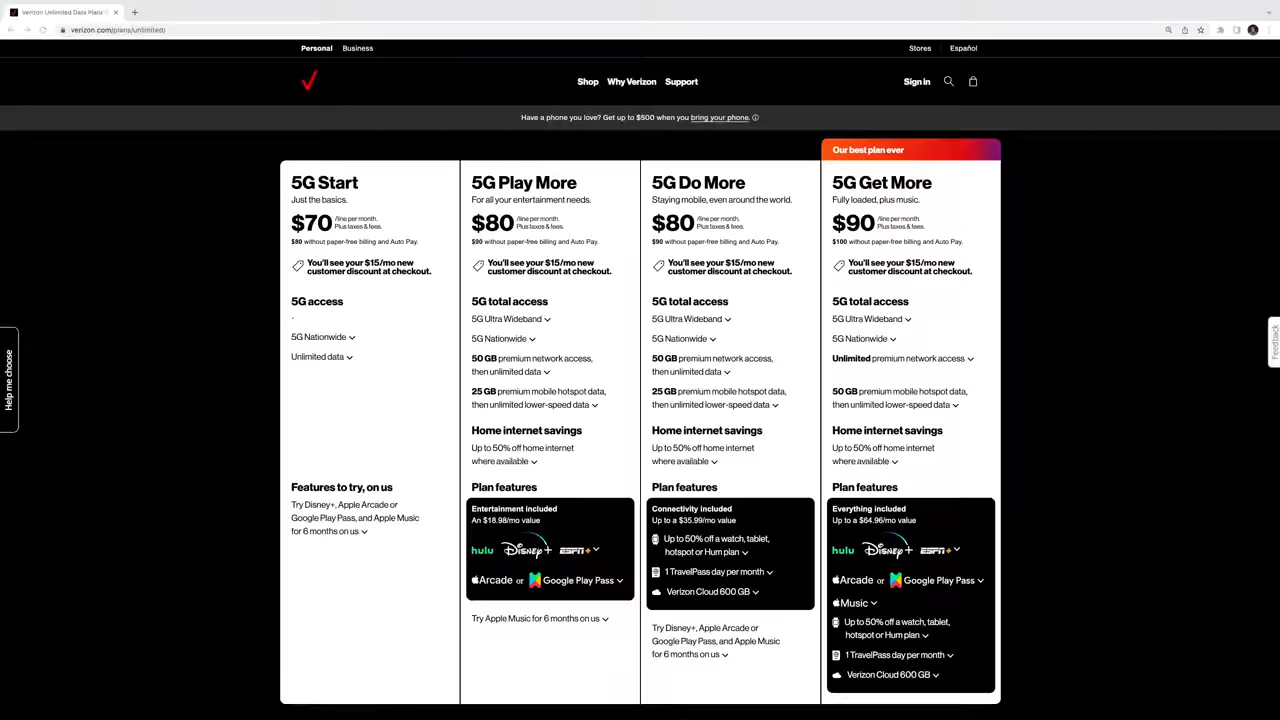 Verizon Unlimited Data Plans
verizon.com/plans/unlimited/
Personal Business
Stores Español
Shop Why Verizon Support
Sign in
Have a phone you love? Get up to $500 when you bring your phone.
Help me choose
Feedback
5G Start
Just the basics.
$70 /line per month.
Plus taxes & fees.
$80 without paper-free billing and Auto Pay.
You'll see your $15/mo new
customer discount at checkout.
5G access
-
5G Nationwide
Unlimited data
Features to try, on us
Try Disney+, Apple Arcade or
Google Play Pass, and Apple Music
for 6 months on us
5G Play More
For all your entertainment needs.
$80 /line per month.
Plus taxes & fees.
$90 without paper-free billing and Auto Pay.
You'll see your $15/mo new
customer discount at checkout.
5G total access
5G Ultra Wideband
5G Nationwide
50 GB premium network access,
then unlimited data
25 GB premium mobile hotspot data,
then unlimited lower-speed data
Home internet savings
Up to 50% off home internet
where available
Plan features
Entertainment included
An $18.98/mo value
hulu Disney+ ESPN+
Arcade or Google Play Pass
Try Apple Music for 6 months on us
5G Do More
Staying mobile, even around the world.
$80 /line per month.
Plus taxes & fees.
$90 without paper-free billing and Auto Pay.
You'll see your $15/mo new
customer discount at checkout.
5G total access
5G Ultra Wideband
5G Nationwide
50 GB premium network access,
then unlimited data
25 GB premium mobile hotspot data,
then unlimited lower-speed data
Home internet savings
Up to 50% off home internet
where available
Plan features
Connectivity included
Up to a $35.99/mo value
Up to 50% off a watch, tablet,
hotspot or Hum plan
1 TravelPass day per month
Verizon Cloud 600 GB
Try Disney+, Apple Arcade or
Google Play Pass, and Apple Music
for 6 months on us
Our best plan ever
5G Get More
Fully loaded, plus music.
$90 /line per month.
Plus taxes & fees.
$100 without paper-free billing and Auto Pay.
You'll see your $15/mo new
customer discount at checkout.
5G total access
5G Ultra Wideband
5G Nationwide
Unlimited premium network access
50 GB premium mobile hotspot data,
then unlimited lower-speed data
Home internet savings
Up to 50% off home internet
where available
Plan features
Everything included
Up to a $64.96/mo value
hulu Disney+ ESPN+
Arcade or Google Play Pass
Music
Up to 50% off a watch, tablet,
hotspot or Hum plan
1 TravelPass day per month
Verizon Cloud 600 GB